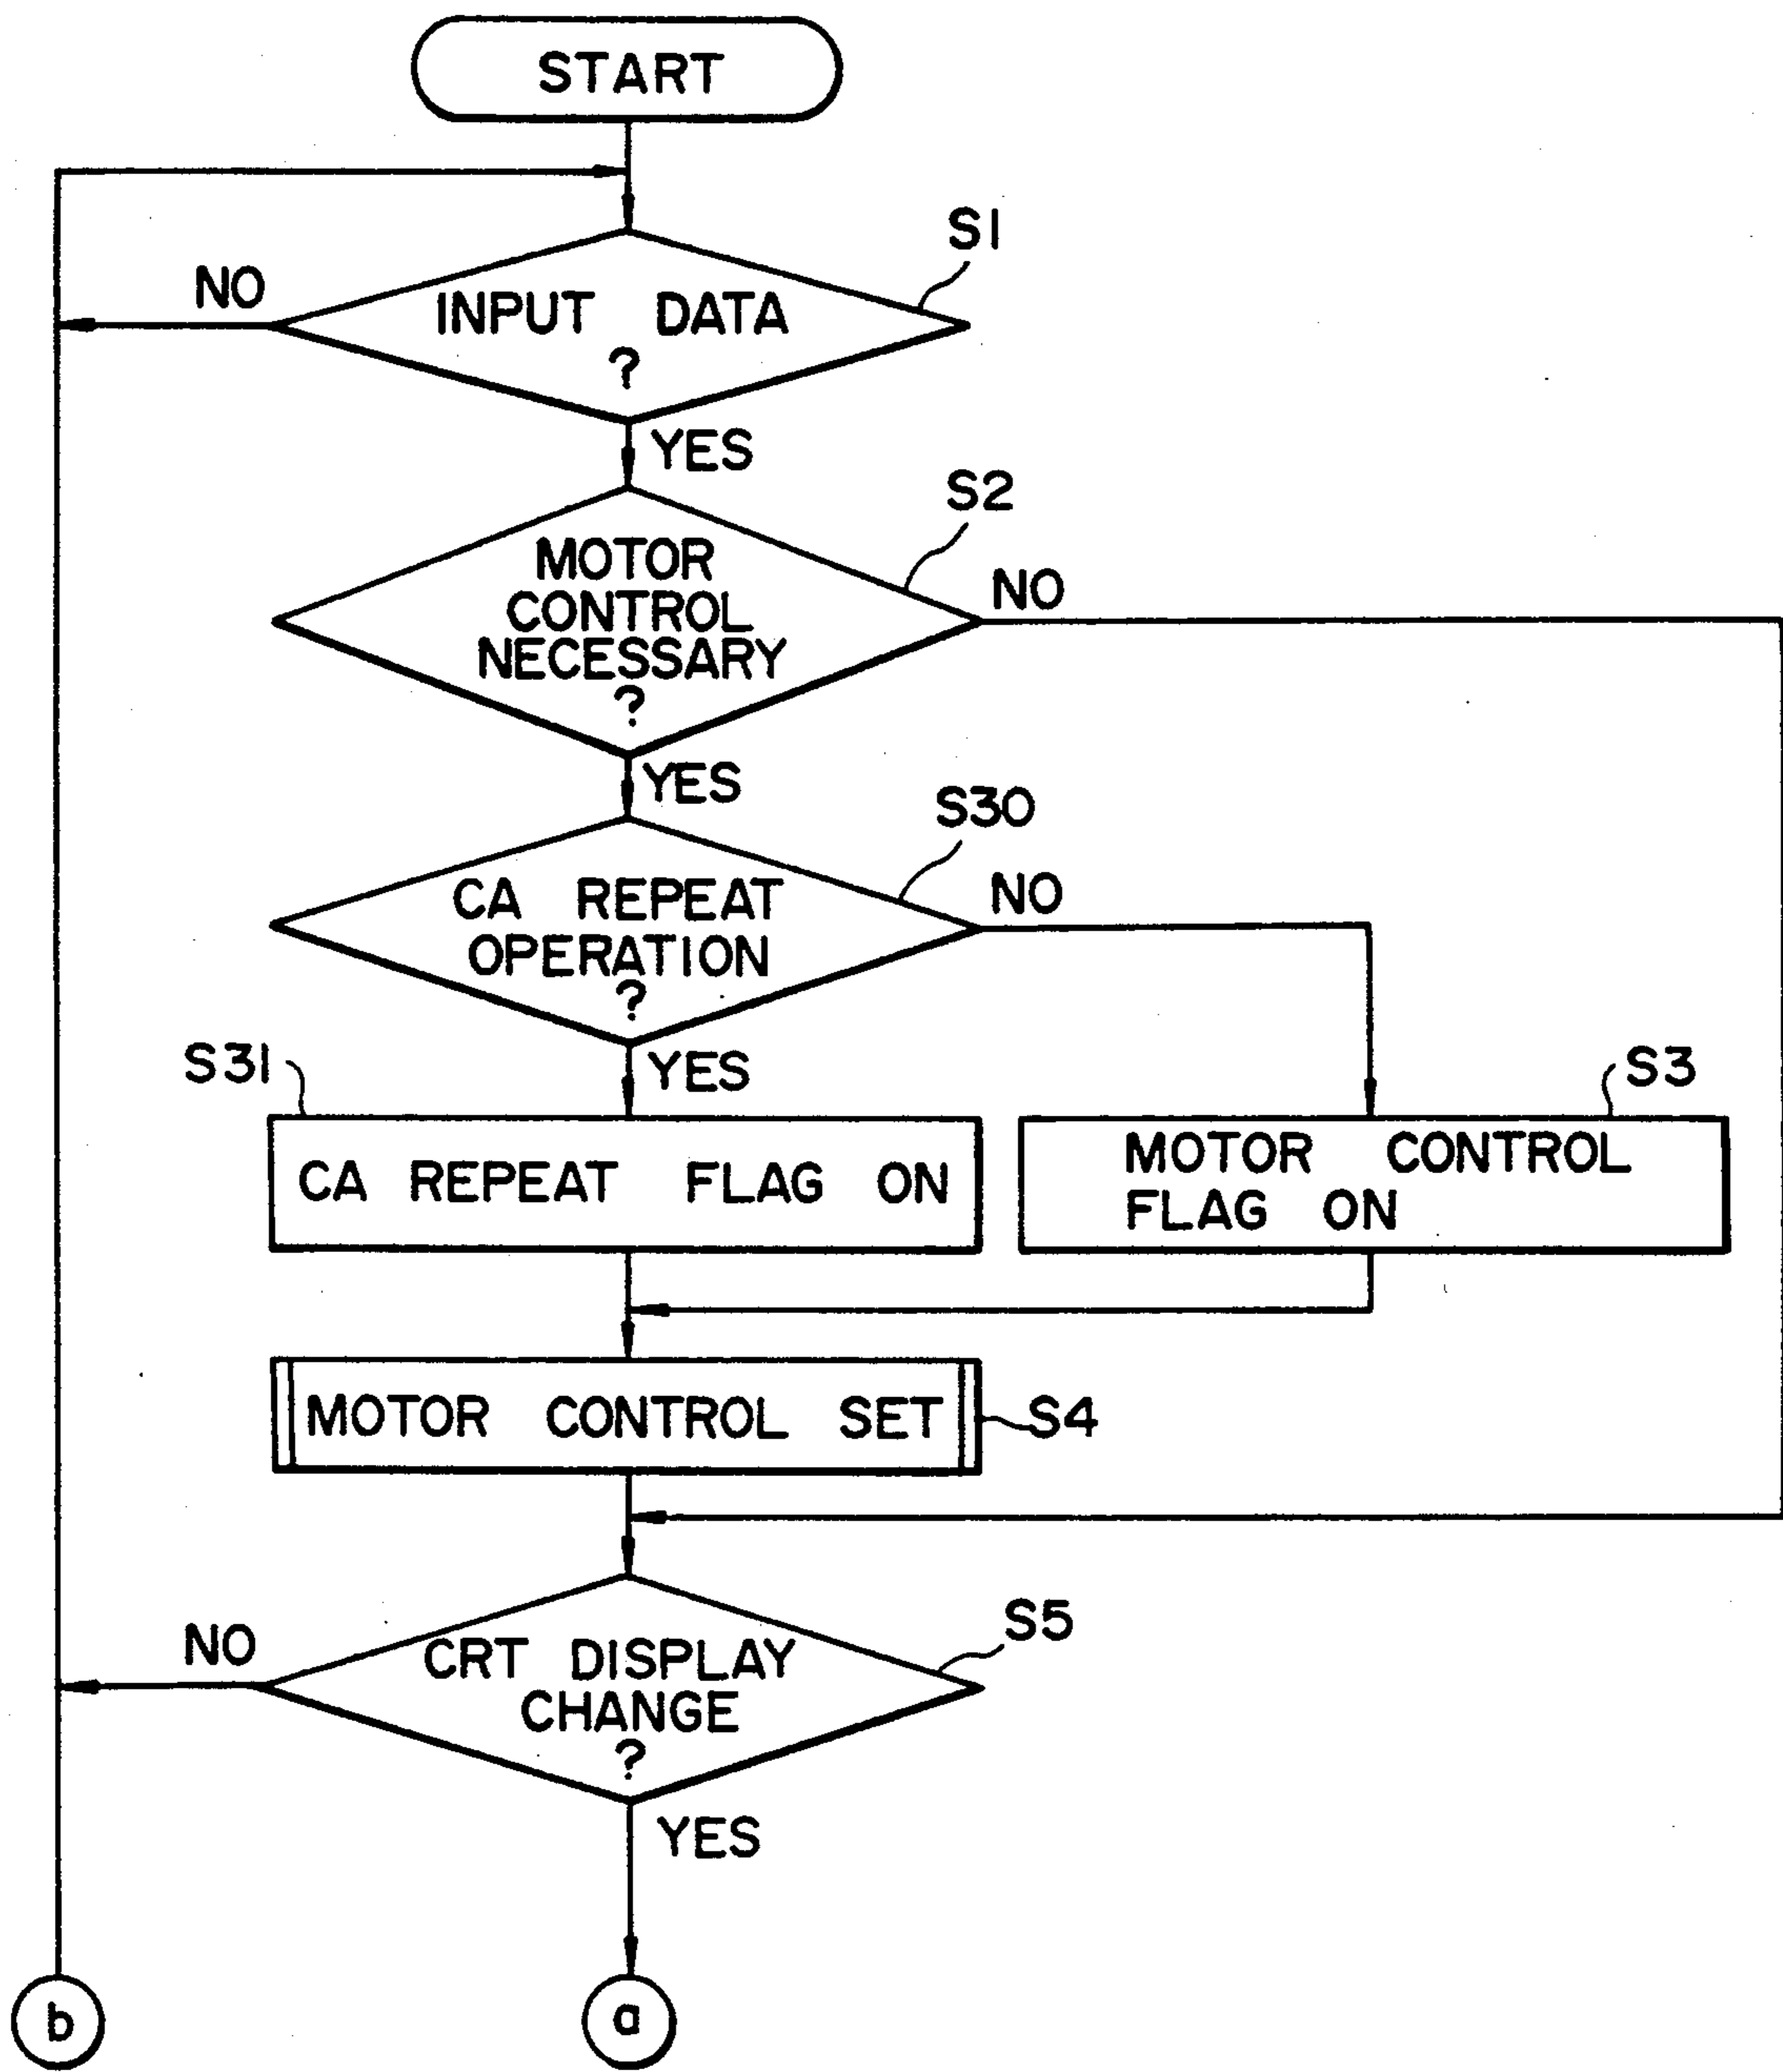 START
S1
NO
INPUT DATA
?
YES
S2
MOTOR
CONTROL
NECESSARY
?
NO
YES
S30
CA REPEAT
OPERATION
?
NO
YES
S31
S3
CA REPEAT FLAG ON
MOTOR CONTROL
FLAG ON
MOTOR CONTROL SET
S4
S5
NO
CRT DISPLAY
CHANGE
?
YES
b
a